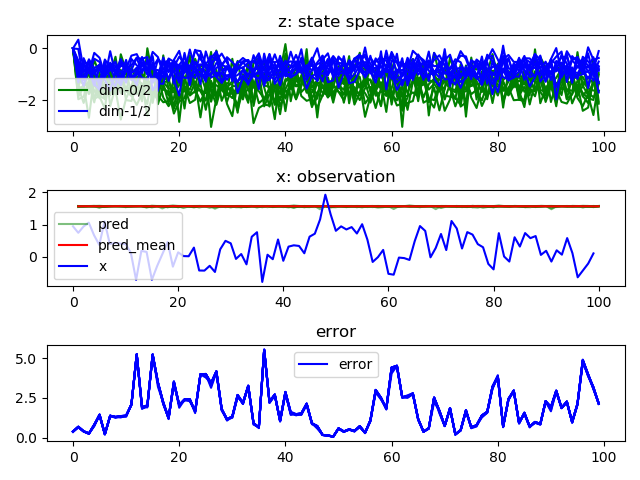 z: state space
0
−2
dim-0/2
dim-1/2
0 20 40 60 80 100
x: observation
2
1
0
pred
pred_mean
x
0 20 40 60 80 100
error
5.0
2.5
0.0
error
0 20 40 60 80 100